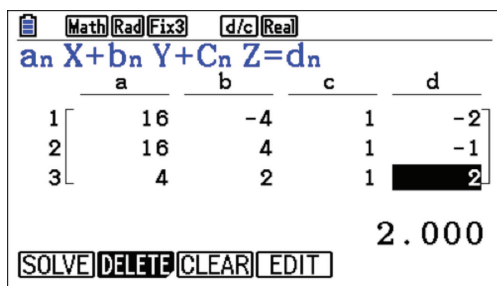 Math Rad Fix3 d/c Real
an X+bn Y+Cn Z=dn
a b c d
1 16 -4 1 -2
2 16 4 1 -1
3 4 2 1 2
2.000
SOLVE DELETE CLEAR EDIT